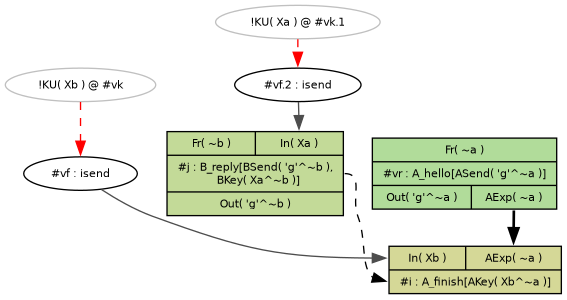 !KU( Xa ) @ #vk.1
!KU( Xb ) @ #vk
#vf.2 : isend
Fr( ~b )
In( Xa )
#j : B_reply[BSend( 'g'^~b ),
BKey( Xa^~b )]
Out( 'g'^~b )
Fr( ~a )
#vr : A_hello[ASend( 'g'^~a )]
Out( 'g'^~a )
AExp( ~a )
#vf : isend
In( Xb )
AExp( ~a )
#i : A_finish[AKey( Xb^~a )]